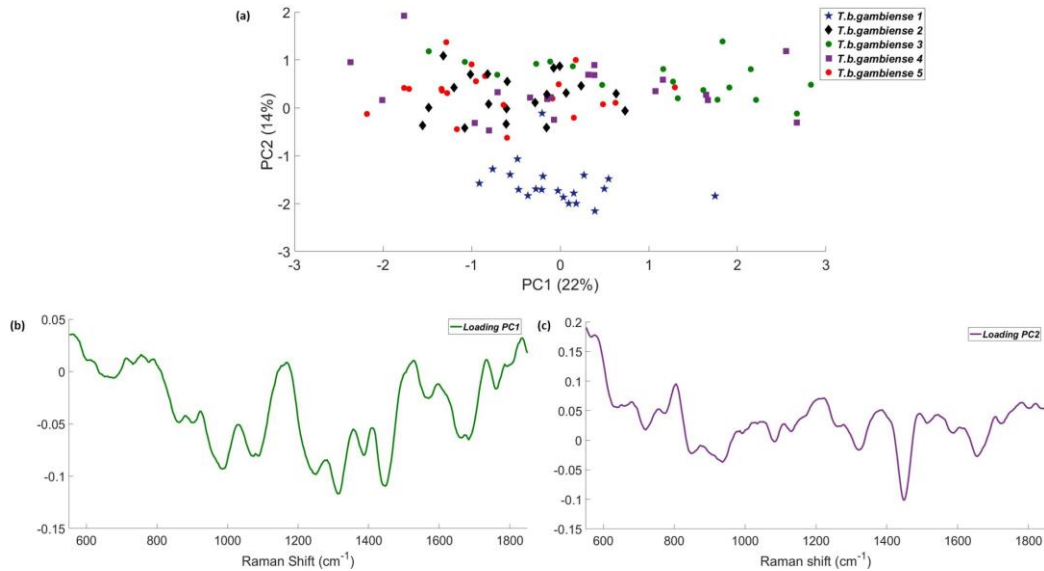 (a)
2
1
0
-1
-2
-3
PC2 (14%)
-3
-2
-1
0
1
2
3
PC1 (22%)
T.b.gambiense 1
T.b.gambiense 2
T.b.gambiense 3
T.b.gambiense 4
T.b.gambiense 5
(b)
0.05
0
-0.05
-0.1
-0.15
Loading PC1
600
800
1000
1200
1400
1600
1800
Raman Shift (cm-1)
(c)
0.2
0.15
0.1
0.05
0
-0.05
-0.1
-0.15
Loading PC2
600
800
1000
1200
1400
1600
1800
Raman shift (cm-1)